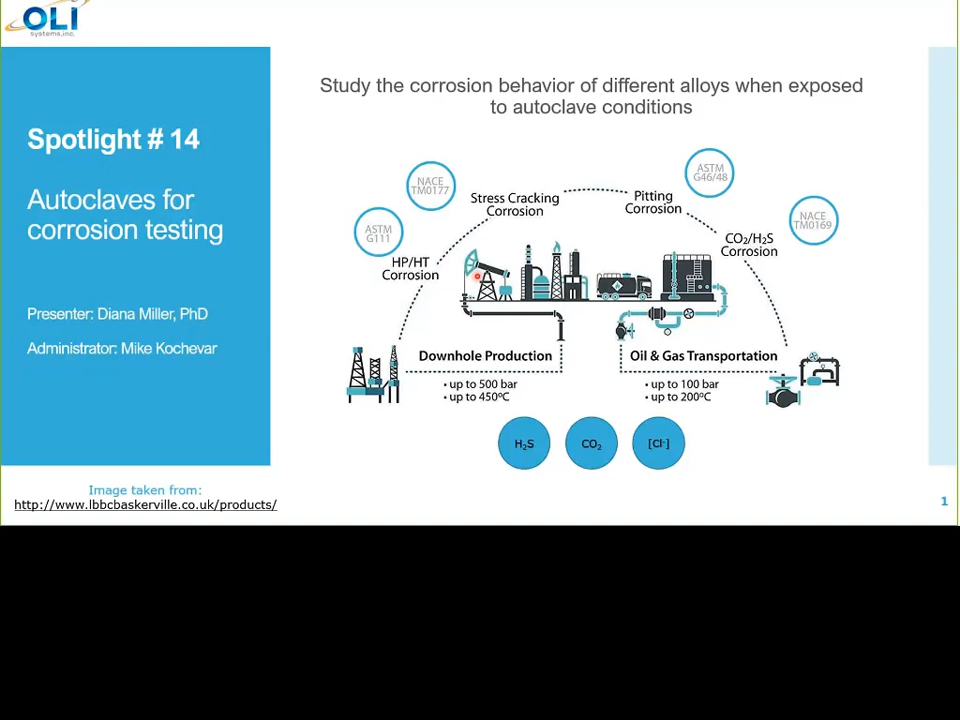 OLI
systems, inc.
Spotlight # 14
Autoclaves for
corrosion testing
Presenter: Diana Miller, PhD
Administrator: Mike Kochevar
Image taken from:
http://www.lbbcbaskerville.co.uk/products/
Study the corrosion behavior of different alloys when exposed
to autoclave conditions
NACE
TM0177
ASTM
G111
HP/HT
Corrosion
Stress Cracking
Corrosion
Pitting
Corrosion
ASTM
G46/48
NACE
TM0169
CO₂/H₂S
Corrosion
Downhole Production
• up to 500 bar
• up to 450ºC
Oil & Gas Transportation
• up to 100 bar
• up to 200ºC
H₂S
CO₂
[Cl⁻]
1